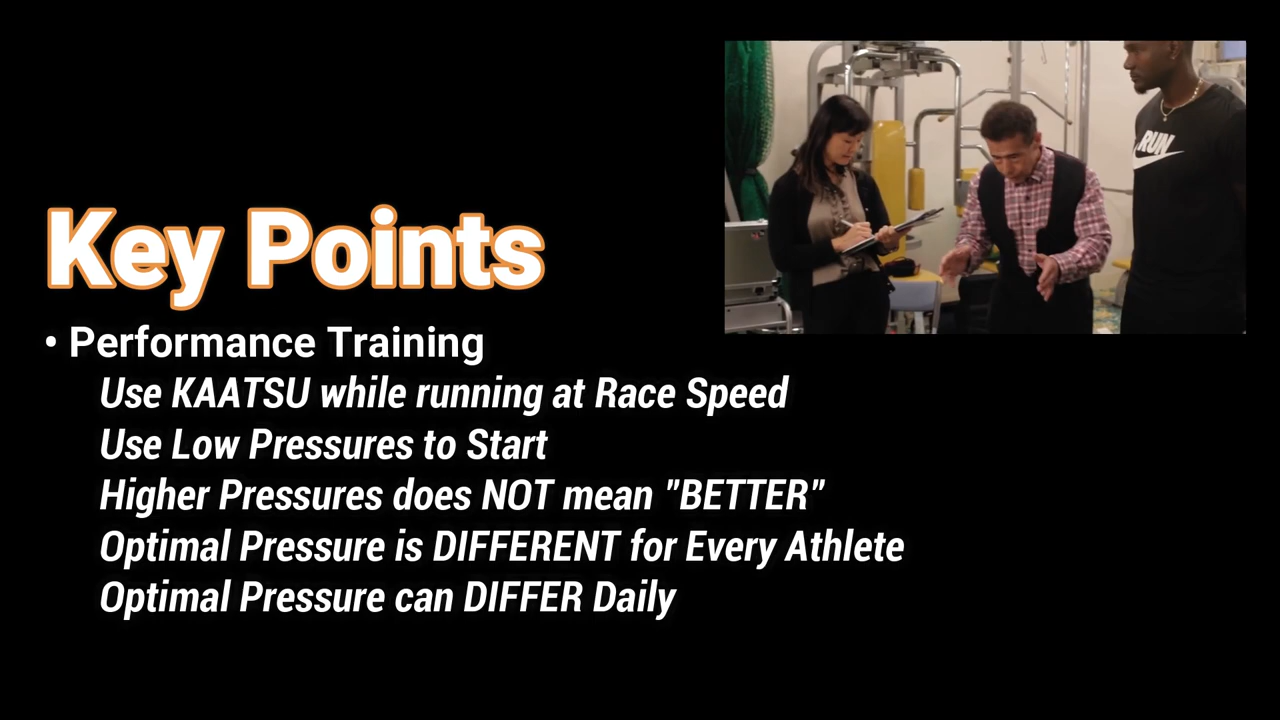 RUN
Key Points
• Performance Training
Use KAATSU while running at Race Speed
Use Low Pressures to Start
Higher Pressures does NOT mean "BETTER"
Optimal Pressure is DIFFERENT for Every Athlete
Optimal Pressure can DIFFER Daily